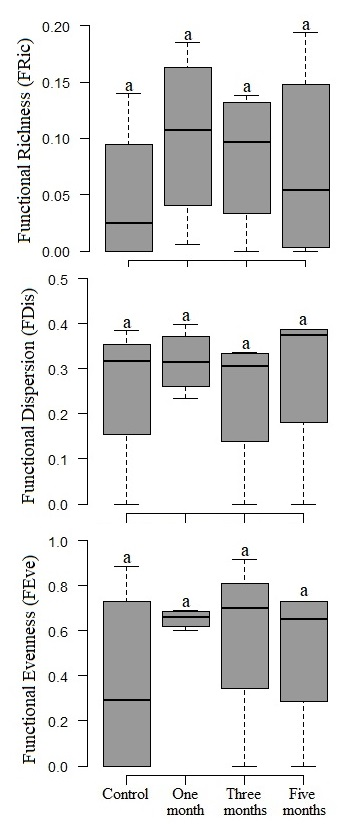 Functional Richness (FRic)
0.20
0.15
0.10
0.05
0.00
a
a
a
a
Functional Dispersion (FDis)
0.5
0.4
0.3
0.2
0.1
0.0
a
a
a
a
Functional Evenness (FEve)
1.0
0.8
0.6
0.4
0.2
0.0
a
a
a
a
Control
One
month
Three
months
Five
months